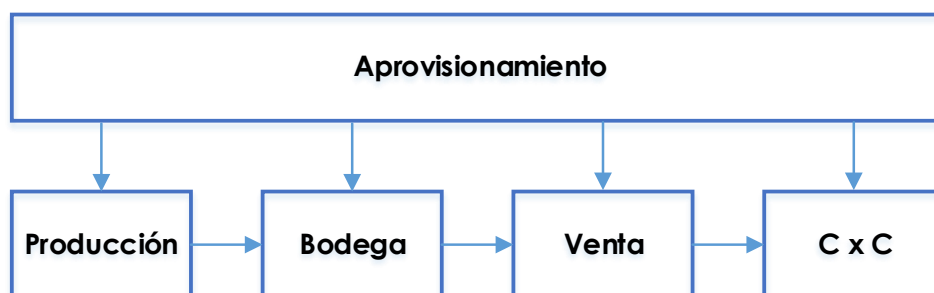 Aprovisionamiento
Producción
Bodega
Venta
C x C